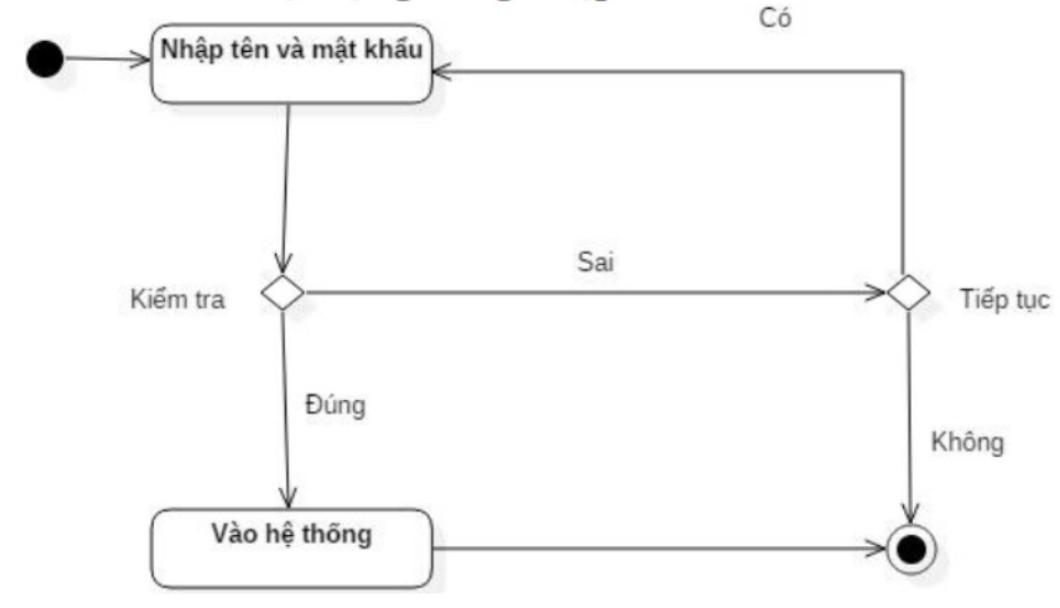 Có
Nhập tên và mật khẩu
Sai
Kiểm tra
Tiếp tục
Đúng
Không
Vào hệ thống